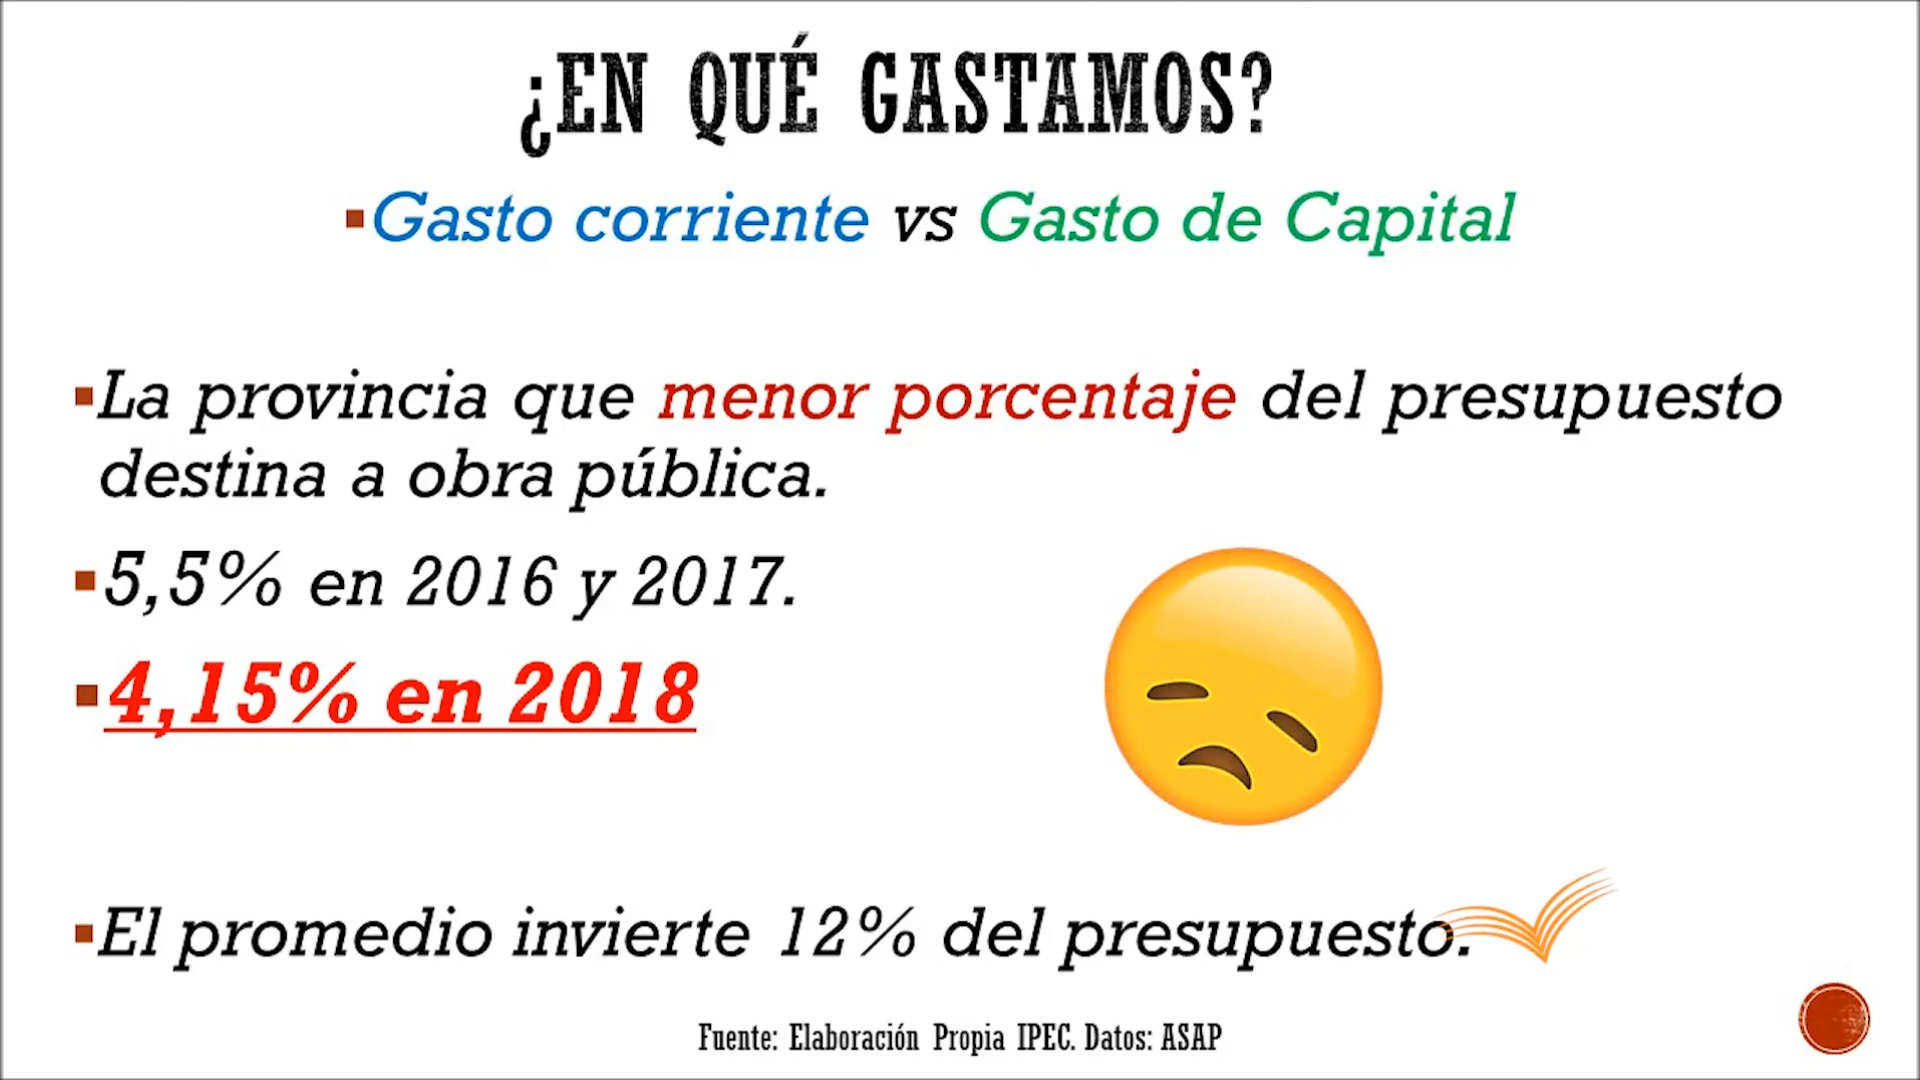 ¿EN QUÉ GASTAMOS?
▪Gasto corriente vs Gasto de Capital
▪La provincia que menor porcentaje del presupuesto
destina a obra pública.
▪5,5% en 2016 y 2017.
▪4,15% en 2018
▪El promedio invierte 12% del presupuesto.
Fuente: Elaboración Propia IPEC. Datos: ASAP